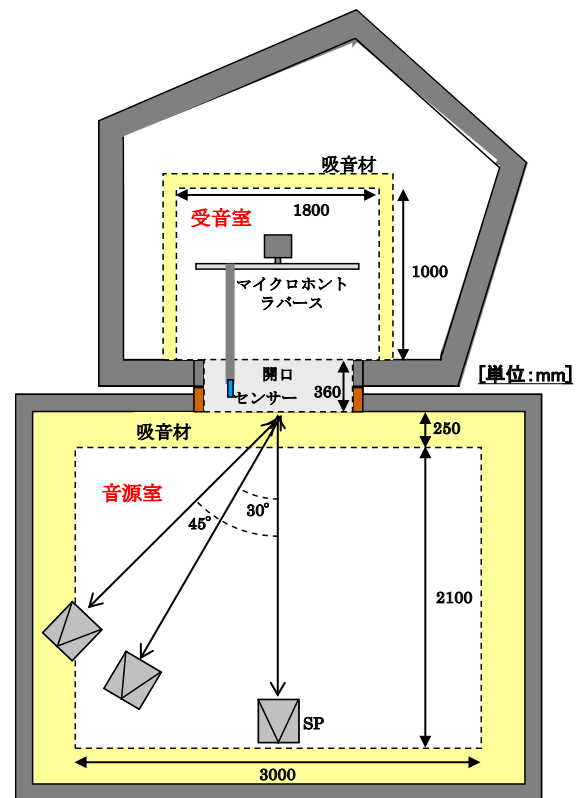 吸音材
1800
受音室
1000
マイクロホント
ラバース
開口
360
センサー
[単位:mm]
吸音材
250
音源室
30°
45°
2100
SP
3000